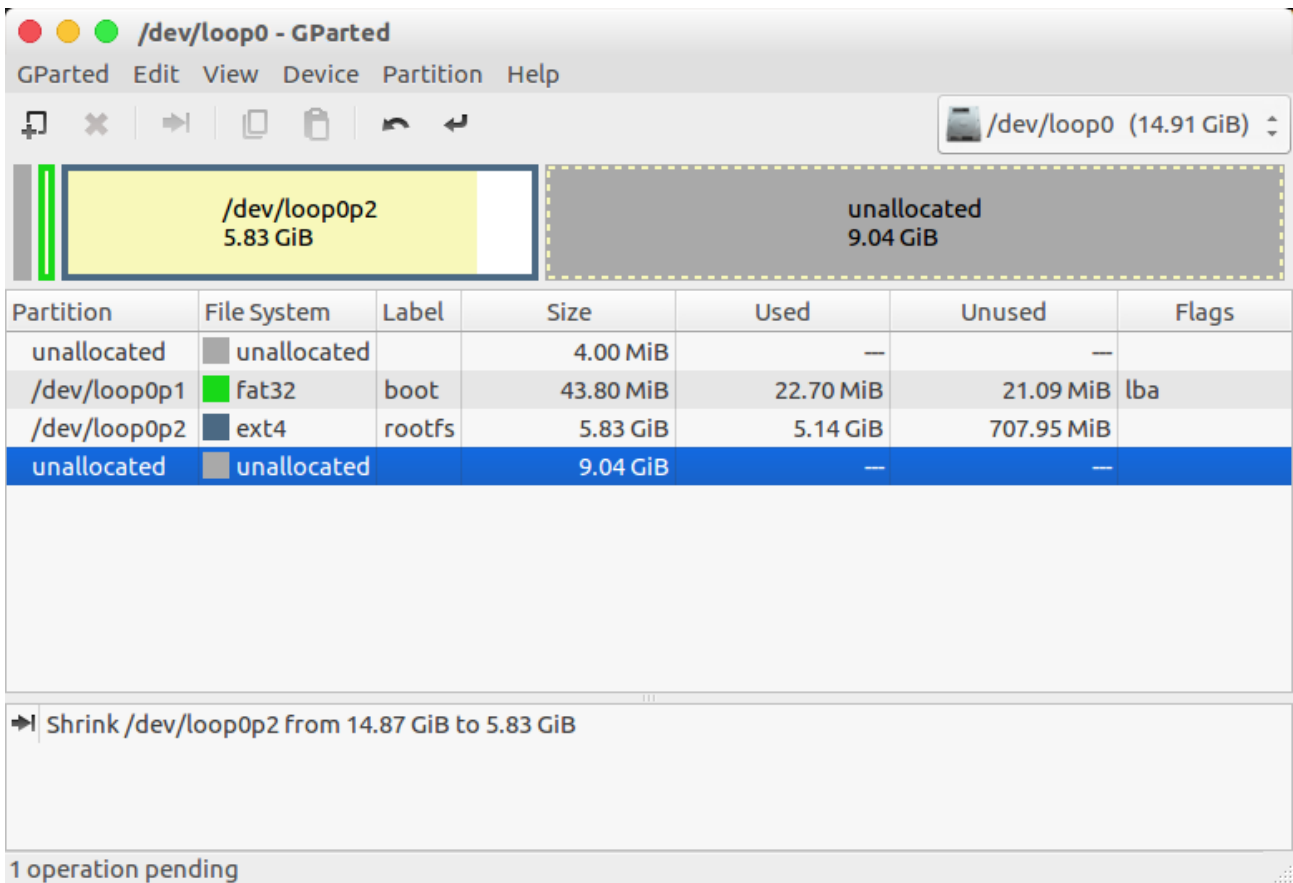 /dev/loop0 - GParted
GParted Edit View Device Partition Help
/dev/loop0 (14.91 GiB)
/dev/loop0p2
5.83 GiB
unallocated
9.04 GiB
Partition File System Label Size Used Unused Flags
unallocated unallocated 4.00 MiB --- ---
/dev/loop0p1 fat32 boot 43.80 MiB 22.70 MiB 21.09 MiB lba
/dev/loop0p2 ext4 rootfs 5.83 GiB 5.14 GiB 707.95 MiB
unallocated unallocated 9.04 GiB --- ---
Shrink /dev/loop0p2 from 14.87 GiB to 5.83 GiB
1 operation pending